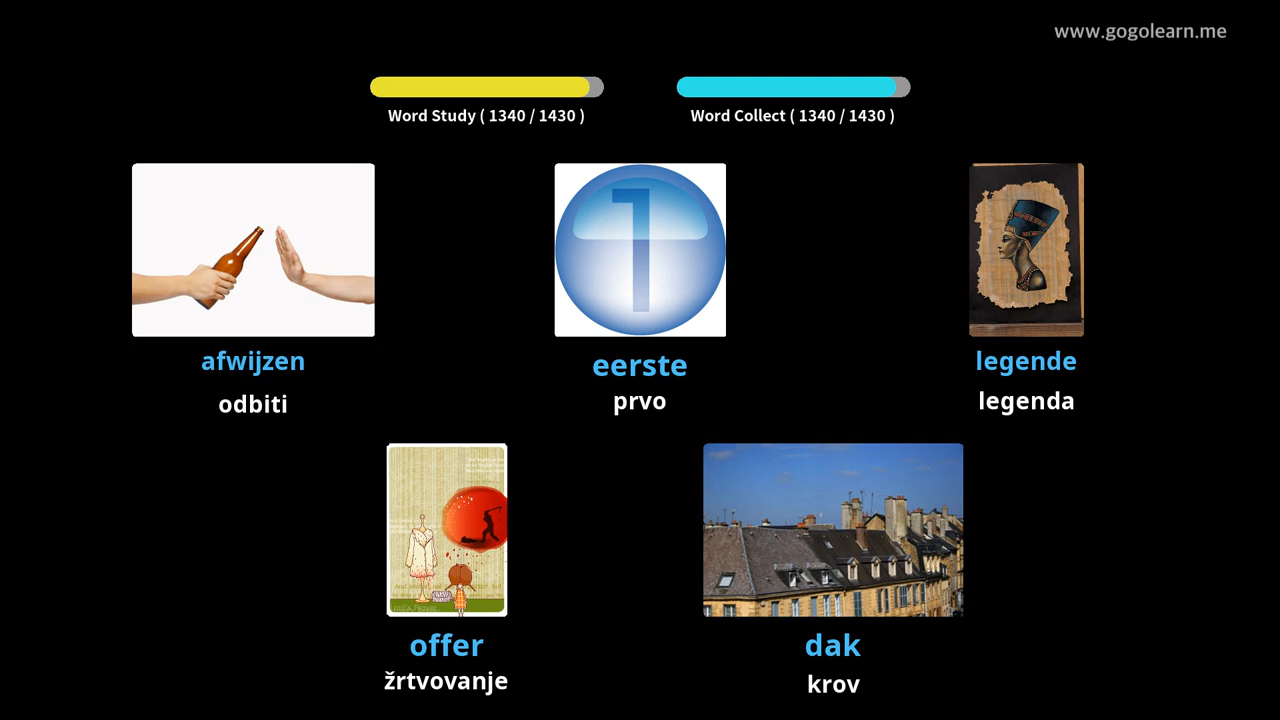 www.gogolearn.me
Word Study ( 1340 / 1430 )
Word Collect ( 1340 / 1430 )
1
afwijzen
eerste
legende
odbiti
prvo
legenda
offer
dak
žrtvovanje
krov